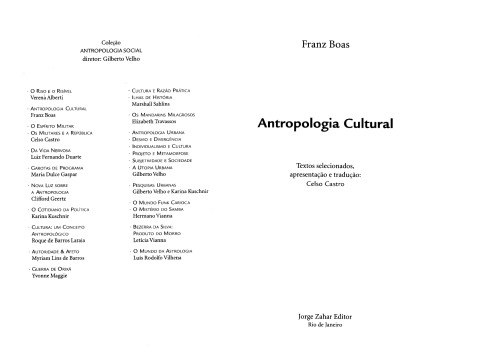 Coleção
ANTROPOLOGIA SOCIAL
diretor: Gilberto Velho
· O RISO E O RISÍVEL
Verena Alberti
· ANTROPOLOGIA CULTURAL
Franz Boas
· O ESPÍRITO MILITAR
· OS MILITARES E A REPÚBLICA
Celso Castro
· DA VIDA NERVOSA
Luiz Fernando Duarte
· GAROTAS DE PROGRAMA
Maria Dulce Gaspar
· NOVA LUZ SOBRE
A ANTROPOLOGIA
Clifford Geertz
· O COTIDIANO DA POLÍTICA
Karina Kuschnir
· CULTURA: UM CONCEITO
ANTROPOLÓGICO
Roque de Barros Laraia
· AUTORIDADE & AFETO
Myriam Lins de Barros
· GUERRA DE ORIXÁ
Yvonne Maggie
· CULTURA E RAZÃO PRÁTICA
· ILHAS DE HISTÓRIA
Marshall Sahlins
· OS MANDARINS MILAGROSOS
Elizabeth Travassos
· ANTROPOLOGIA URBANA
· DESVIO E DIVERGÊNCIA
· INDIVIDUALISMO E CULTURA
· PROJETO E METAMORFOSE
· SUBJETIVIDADE E SOCIEDADE
· A UTOPIA URBANA
Gilberto Velho
· PESQUISAS URBANAS
Gilberto Velho e Karina Kuschnir
· O MUNDO FUNK CARIOCA
· O MISTÉRIO DO SAMBA
Hermano Vianna
· BEZERRA DA SILVA:
PRODUTO DO MORRO
Letícia Vianna
· O MUNDO DA ASTROLOGIA
Luís Rodolfo Vilhena
Franz Boas
Antropologia Cultural
Textos selecionados,
apresentação e tradução:
Celso Castro
Jorge Zahar Editor
Rio de Janeiro